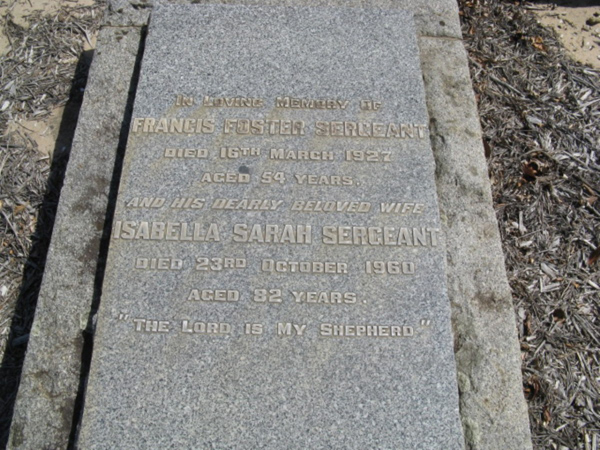 In Loving Memory of
Francis Foster Sergeant
Died 16th March 1927
Aged 54 Years.
And His Dearly Beloved Wife
Isabella Sarah Sergeant
Died 23rd October 1960
Aged 82 Years.
"The Lord is My Shepherd"